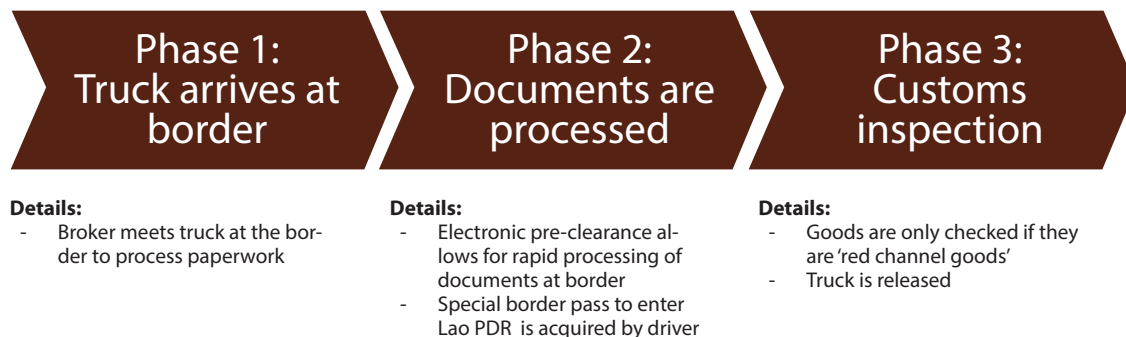 Phase 1:
Truck arrives at
border
Phase 2:
Documents are
processed
Phase 3:
Customs
inspection
Details:
- Broker meets truck at the bor-
der to process paperwork
Details:
- Electronic pre-clearance al-
lows for rapid processing of
documents at border
- Special border pass to enter
Lao PDR is acquired by driver
Details:
- Goods are only checked if they
are ‘red channel goods’
- Truck is released